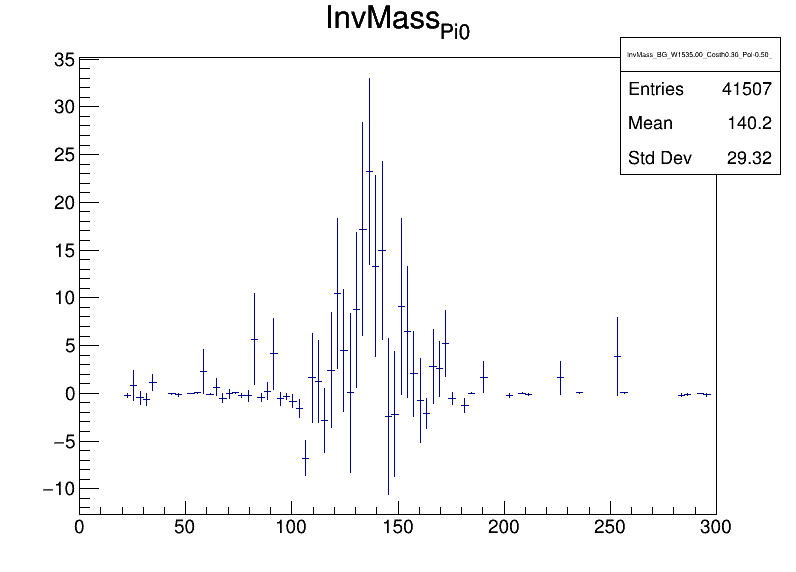 InvMass_Pi0
InvMass_BG_W1535.00_Costh0.30_Pol-0.50_
Entries 41507
Mean 140.2
Std Dev 29.32
35
30
25
20
15
10
5
0
−5
−10
0 50 100 150 200 250 300